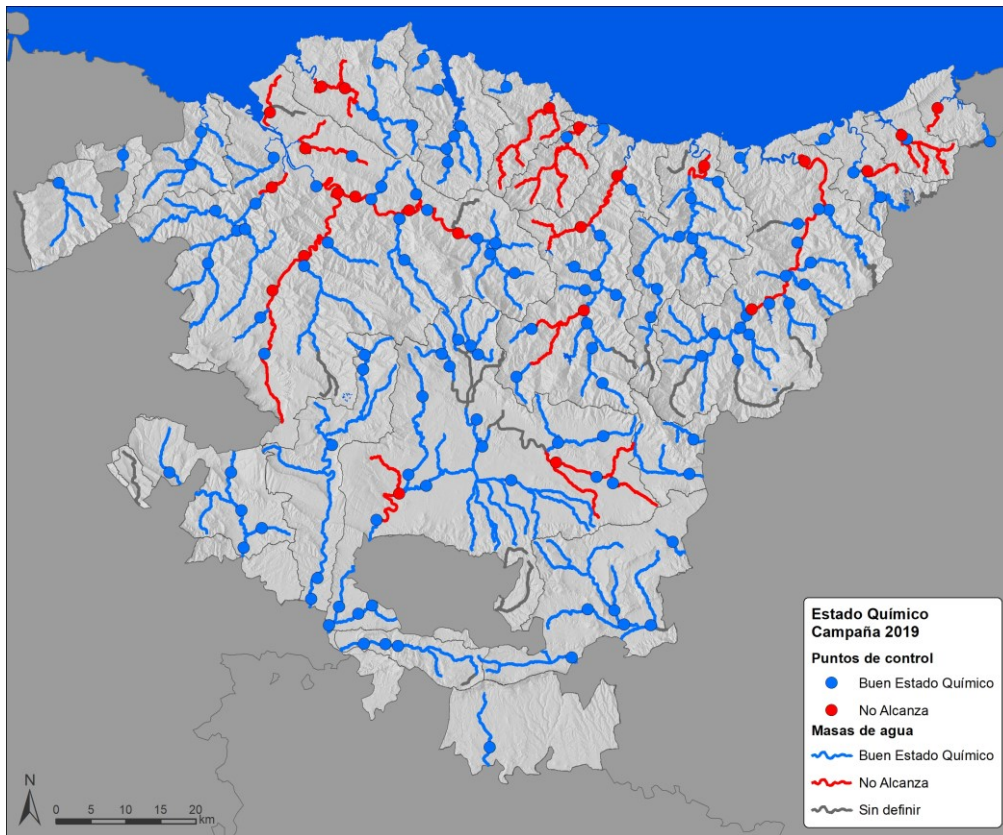 Estado Químico
Campaña 2019
Puntos de control
Buen Estado Químico
No Alcanza
Masas de agua
Buen Estado Químico
No Alcanza
Sin definir
N
0 5 10 15 20
km